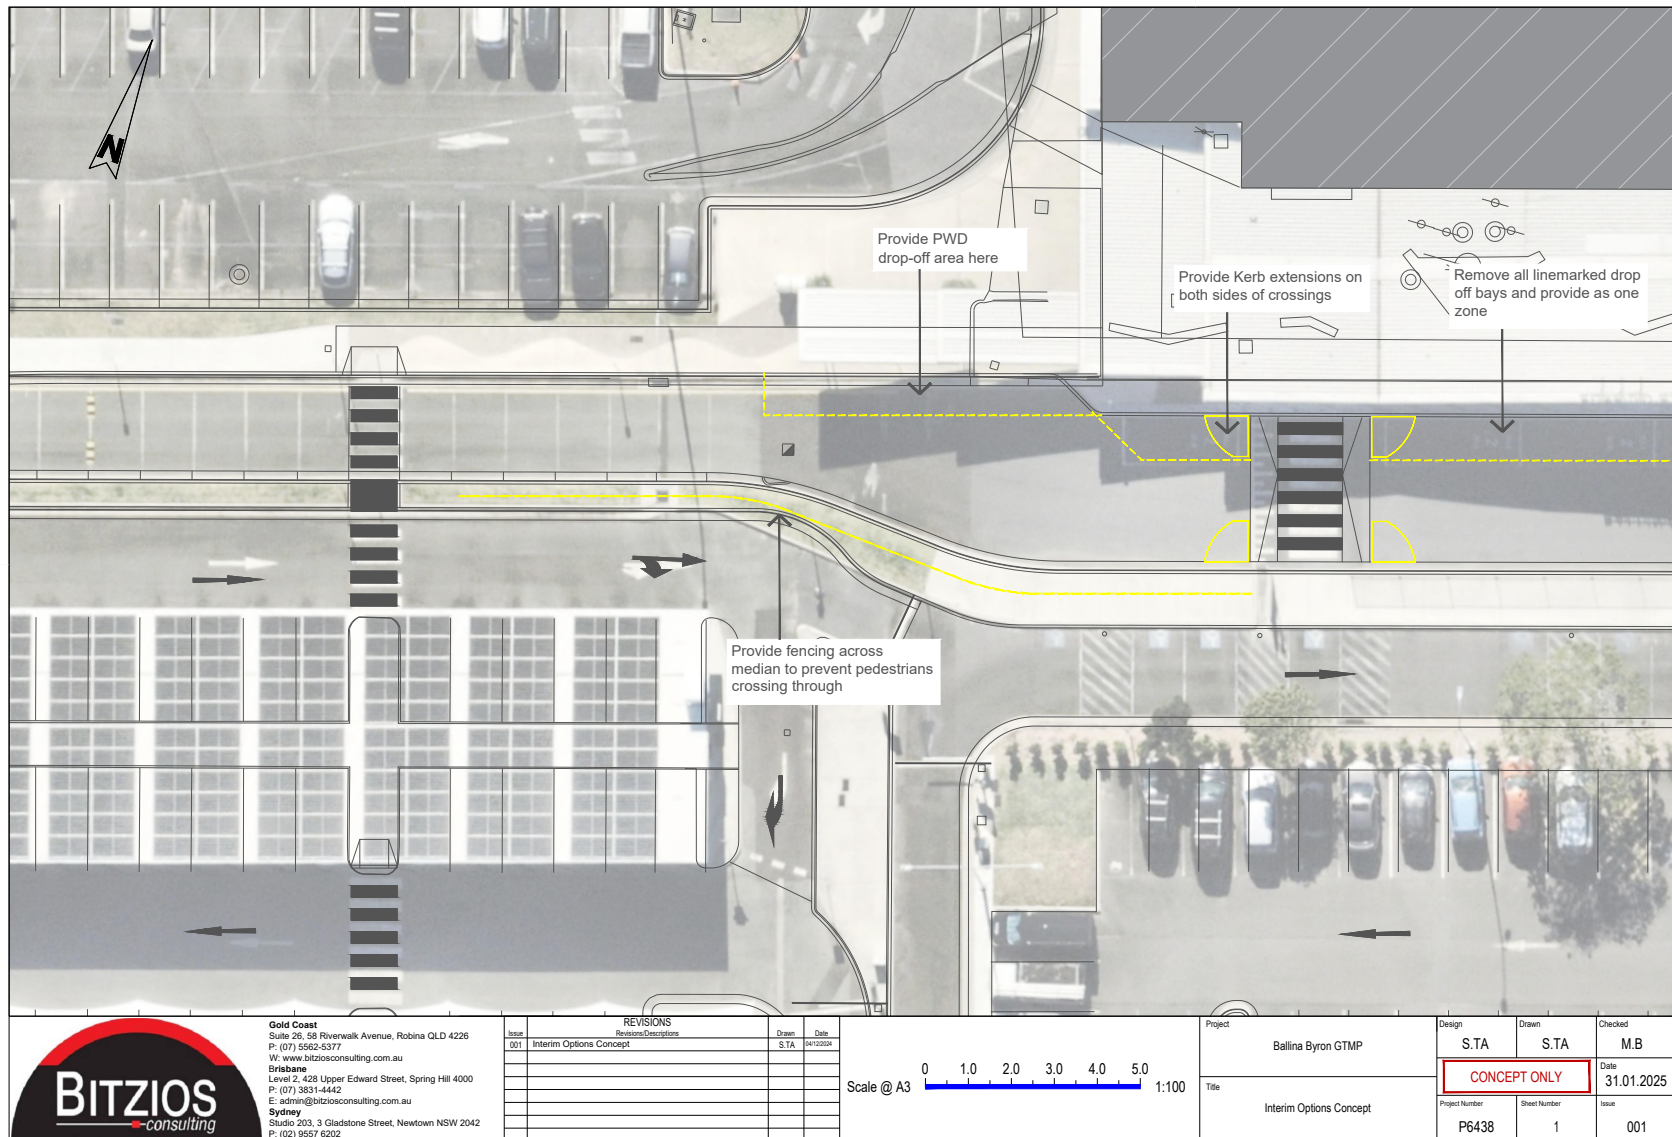 N
Provide PWD
drop-off area here
Provide Kerb extensions on
both sides of crossings
Remove all linemarked drop
off bays and provide as one
zone
Provide fencing across
median to prevent pedestrians
crossing through
BITZIOS
consulting
Gold Coast
Suite 26, 58 Riverwalk Avenue, Robina QLD 4226
P: (07) 5562-5377
W: www.bitziosconsulting.com.au
Brisbane
Level 2, 428 Upper Edward Street, Spring Hill 4000
P: (07) 3831-4442
E: admin@bitziosconsulting.com.au
Sydney
Studio 203, 3 Gladstone Street, Newtown NSW 2042
P: (02) 9557 6202
REVISIONS
Issue Revisions/Descriptions Drawn Date
001 Interim Options Concept S.TA 04/12/2024
Scale @ A3 0 1.0 2.0 3.0 4.0 5.0 1:100
Project
Ballina Byron GTMP
Title
Interim Options Concept
Design Drawn Checked
S.TA S.TA M.B
CONCEPT ONLY
Date
31.01.2025
Project Number Sheet Number Issue
P6438 1 001